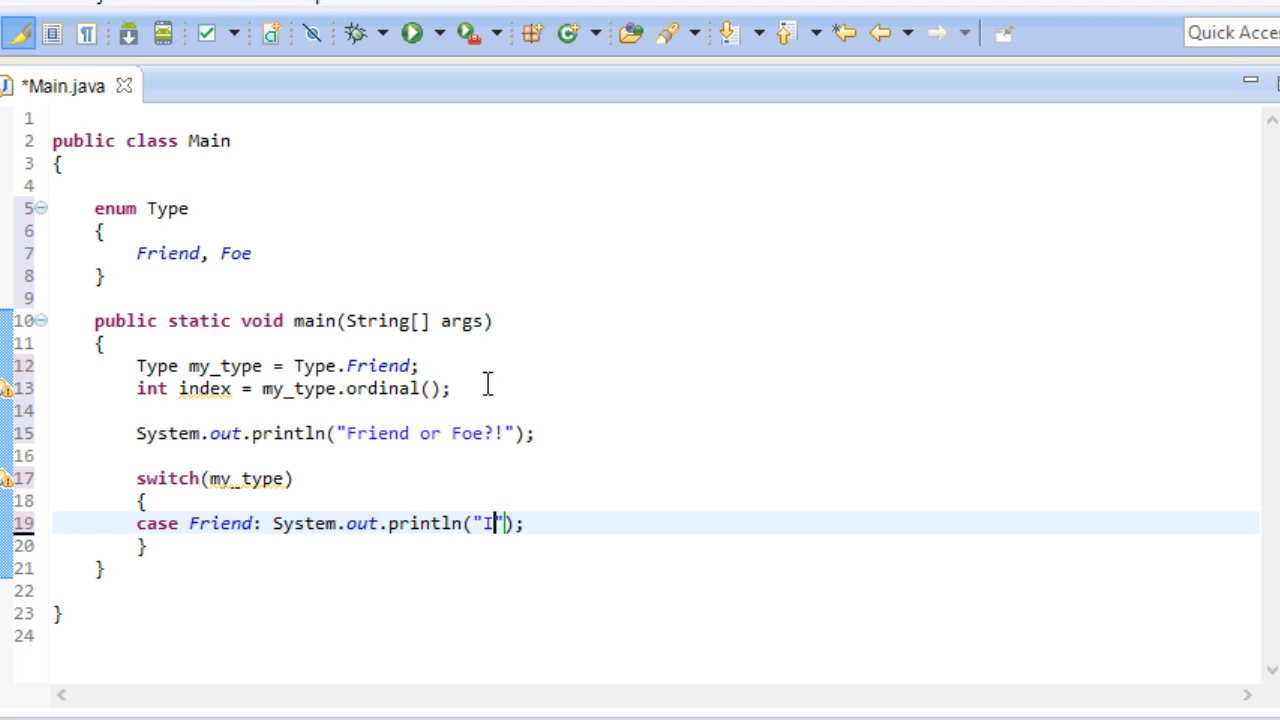 Quick Acce
*Main.java
1
2 public class Main
3 {
4
5 enum Type
6 {
7 Friend, Foe
8 }
9
10 public static void main(String[] args)
11 {
12 Type my_type = Type.Friend;
13 int index = my_type.ordinal();
14
15 System.out.println("Friend or Foe?!");
16
17 switch(my_type)
18 {
19 case Friend: System.out.println("I");
20 }
21 }
22
23 }
24